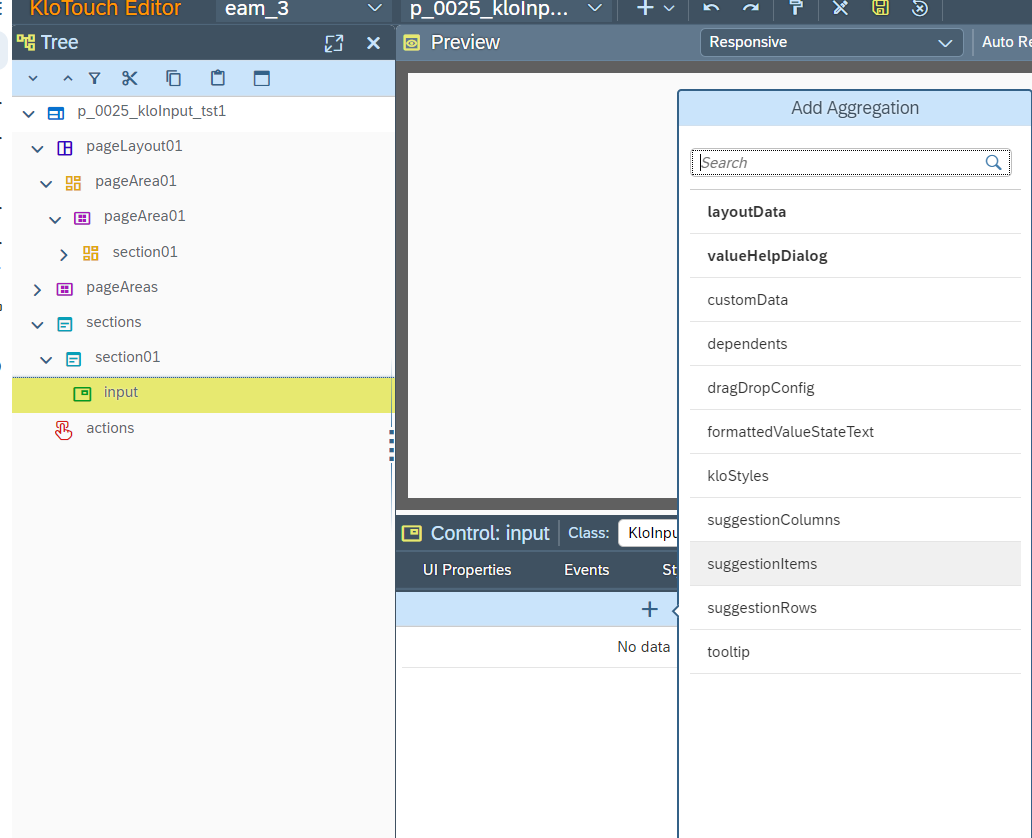 KloTouch Editor
eam_3
p_0025_kloInp...
Tree
Preview
Responsive
Auto Re
p_0025_kloInput_tst1
pageLayout01
pageArea01
pageArea01
section01
pageAreas
sections
section01
input
actions
Add Aggregation
Search
layoutData
valueHelpDialog
customData
dependents
dragDropConfig
formattedValueStateText
kloStyles
suggestionColumns
suggestionItems
suggestionRows
tooltip
Control: input
Class:
KloInpu
UI Properties
Events
St
No data